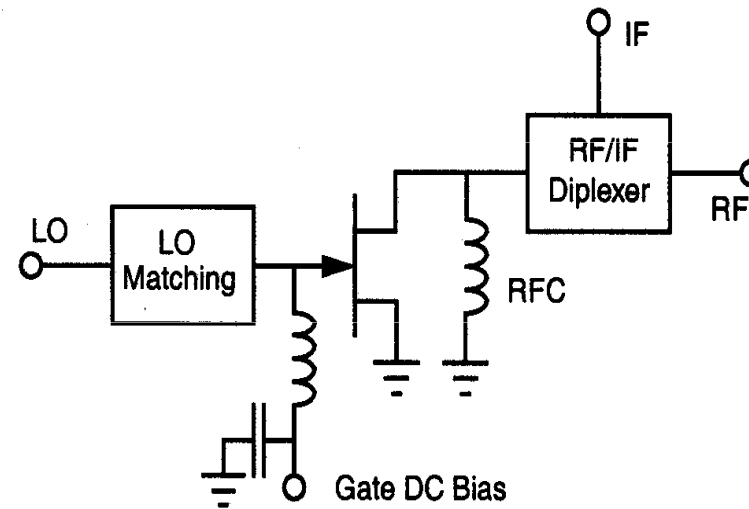 IF
RF/IF
Diplexer
RF
LO
LO
Matching
RFC
Gate DC Bias